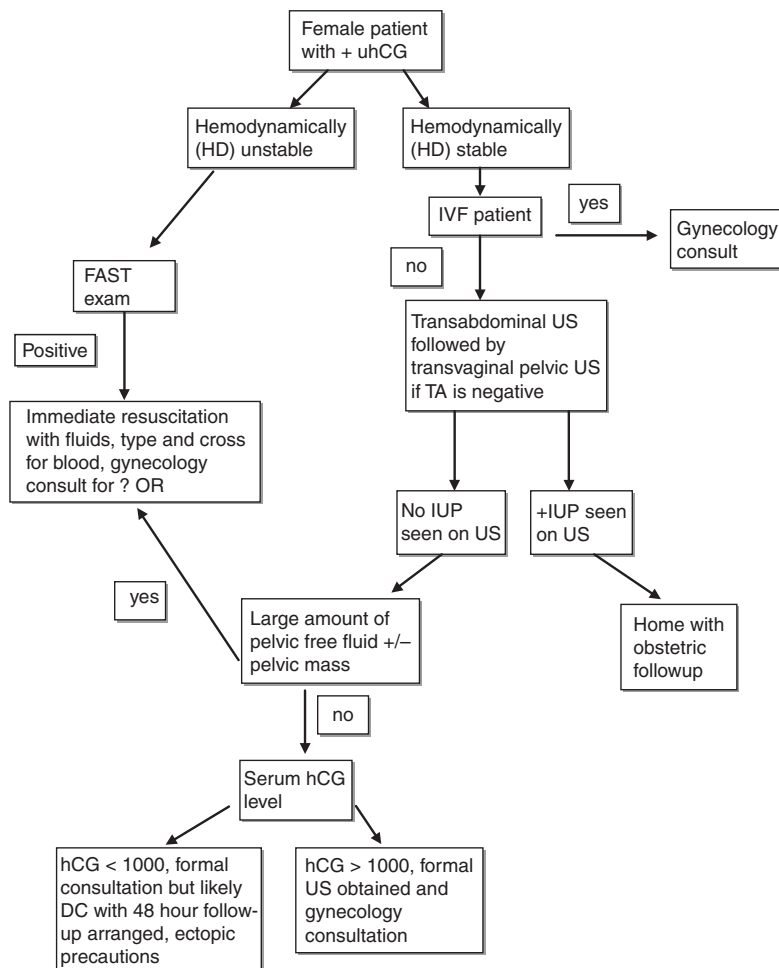 Female patient
with + uhCG
Hemodynamically
(HD) unstable
Hemodynamically
(HD) stable
IVF patient
yes
Gynecology
consult
no
FAST
exam
Positive
Transabdominal US
followed by
transvaginal pelvic US
if TA is negative
Immediate resuscitation
with fluids, type and cross
for blood, gynecology
consult for ? OR
No IUP
seen on US
+IUP seen
on US
yes
Large amount of
pelvic free fluid +/–
pelvic mass
Home with
obstetric
followup
no
Serum hCG
level
hCG < 1000, formal
consultation but likely
DC with 48 hour follow-
up arranged, ectopic
precautions
hCG > 1000, formal
US obtained and
gynecology
consultation